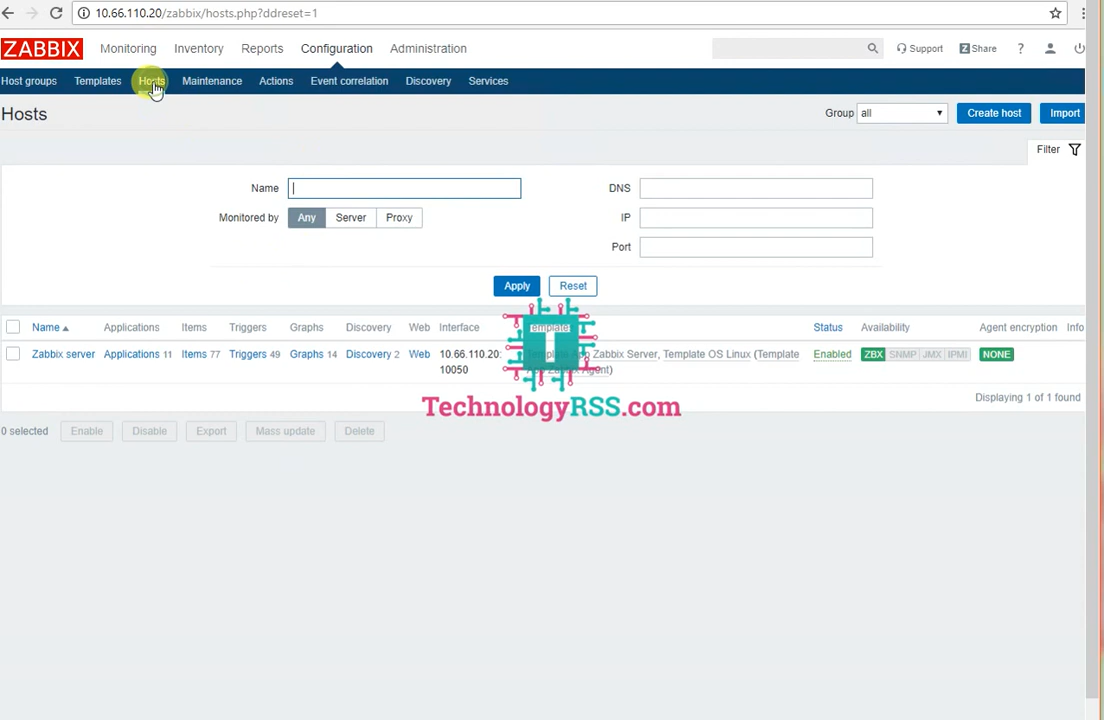 10.66.110.20/zabbix/hosts.php?ddreset=1
ZABBIX Monitoring Inventory Reports Configuration Administration Support Z Share ?
Host groups Templates Hosts Maintenance Actions Event correlation Discovery Services
Hosts Group all Create host Import
Filter
Name DNS
Monitored by Any Server Proxy IP
Port
Apply Reset
Name Applications Items Triggers Graphs Discovery Web Interface Templates Status Availability Agent encryption Info
Zabbix server Applications 11 Items 77 Triggers 49 Graphs 14 Discovery 2 Web 10.66.110.20: Zabbix Server, Template OS Linux (Template Enabled ZBX SNMP JMX IPMI NONE
10050 Agent)
TechnologyRSS.com
Displaying 1 of 1 found
0 selected Enable Disable Export Mass update Delete